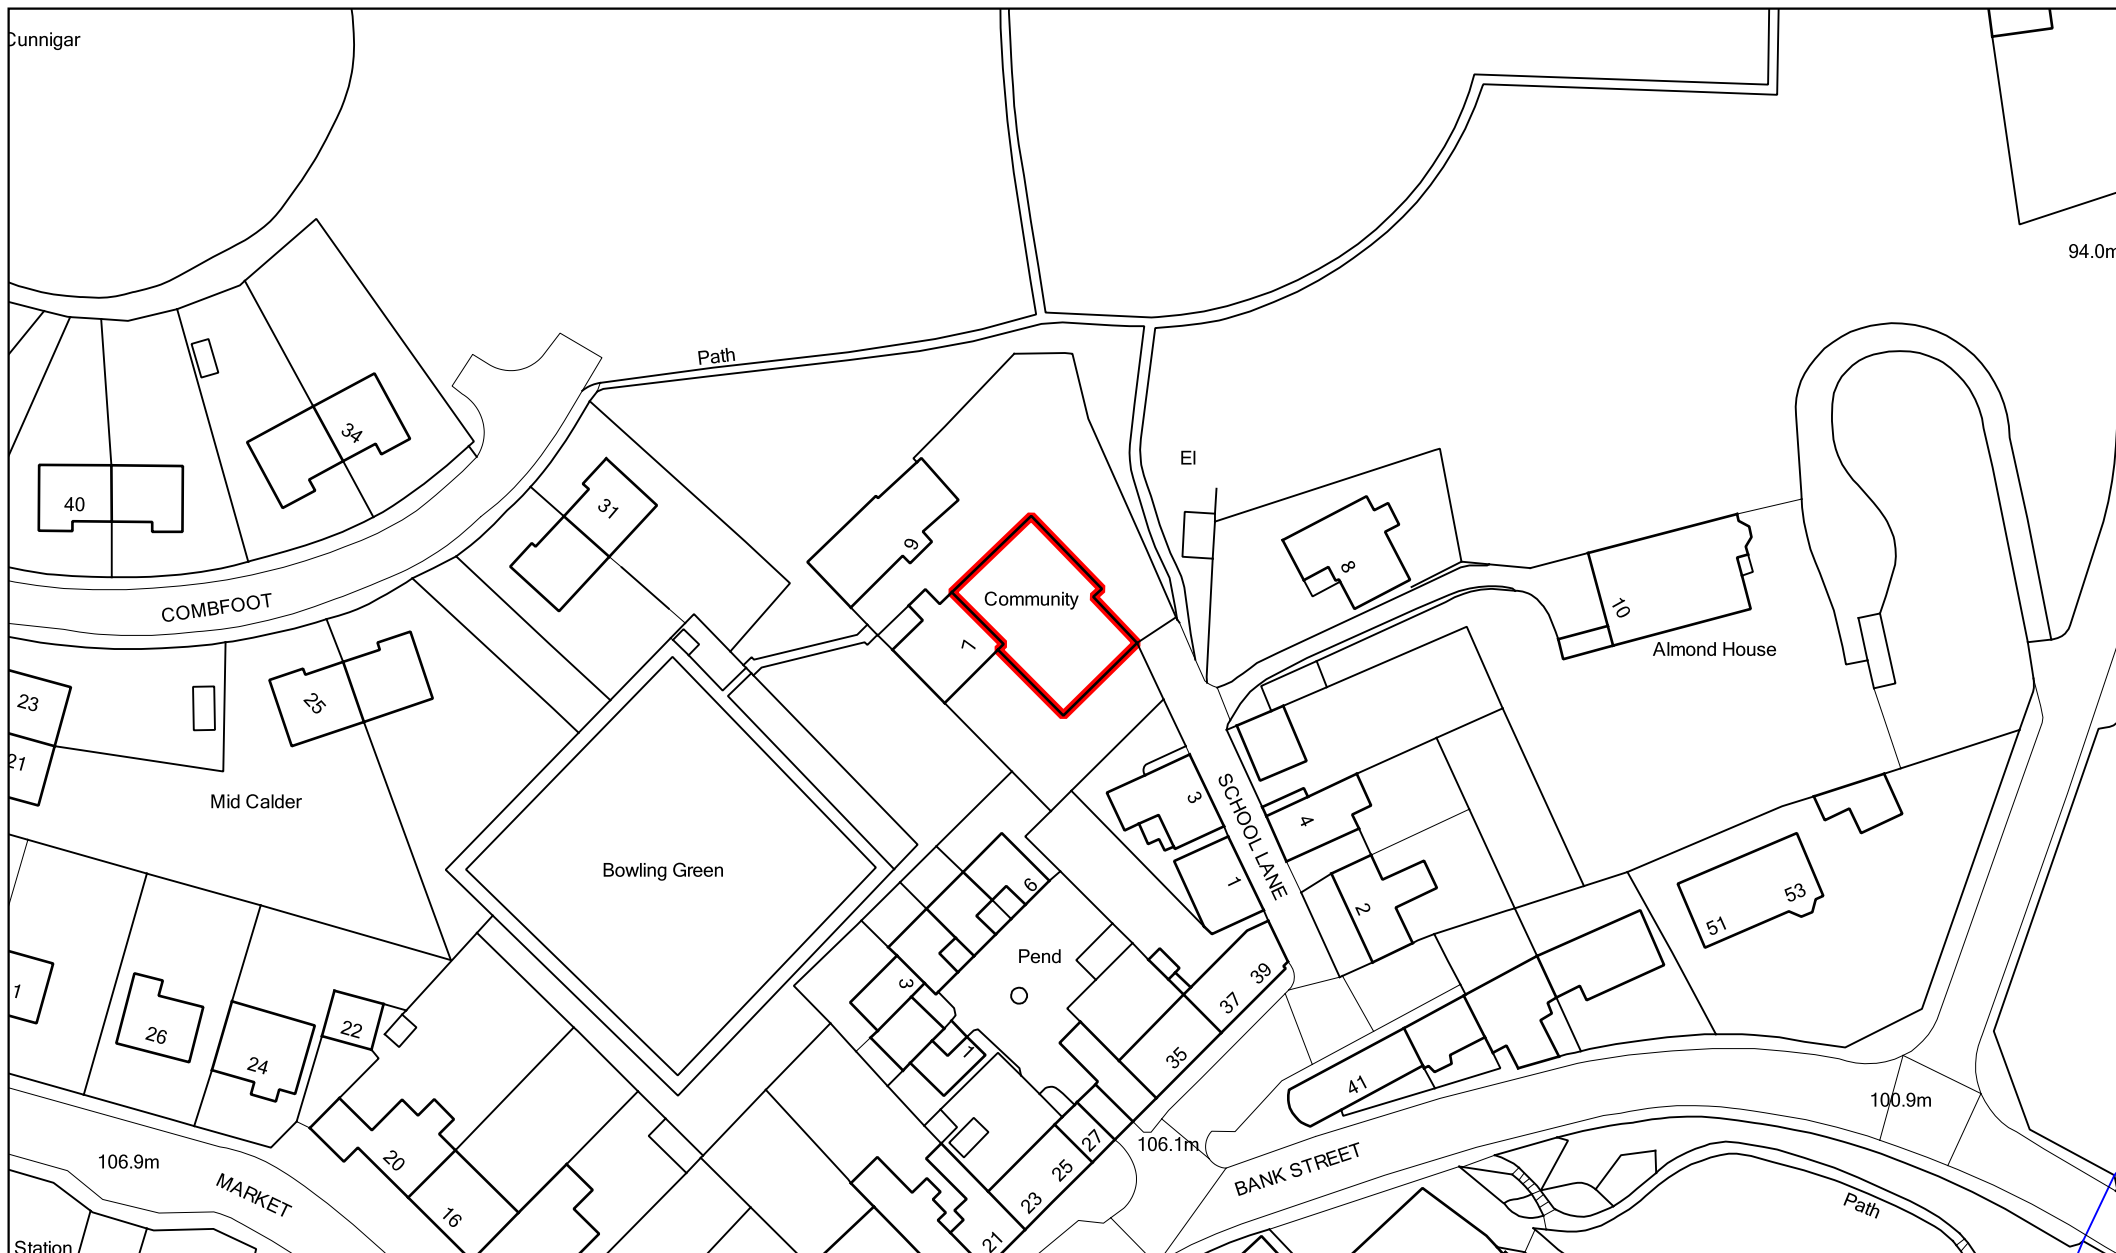 Cunnigar
94.0m
Path
34
El
40
31
9
8
Community
COMBFOOT
10
7
Almond House
23
25
21
Mid Calder
3
SCHOOL LANE
4
Bowling Green
6
1
2
53
51
Pend
39
3
37
1
26
22
24
1
35
41
27
100.9m
106.1m
106.9m
20
25
BANK STREET
MARKET
23
Path
16
21
Station